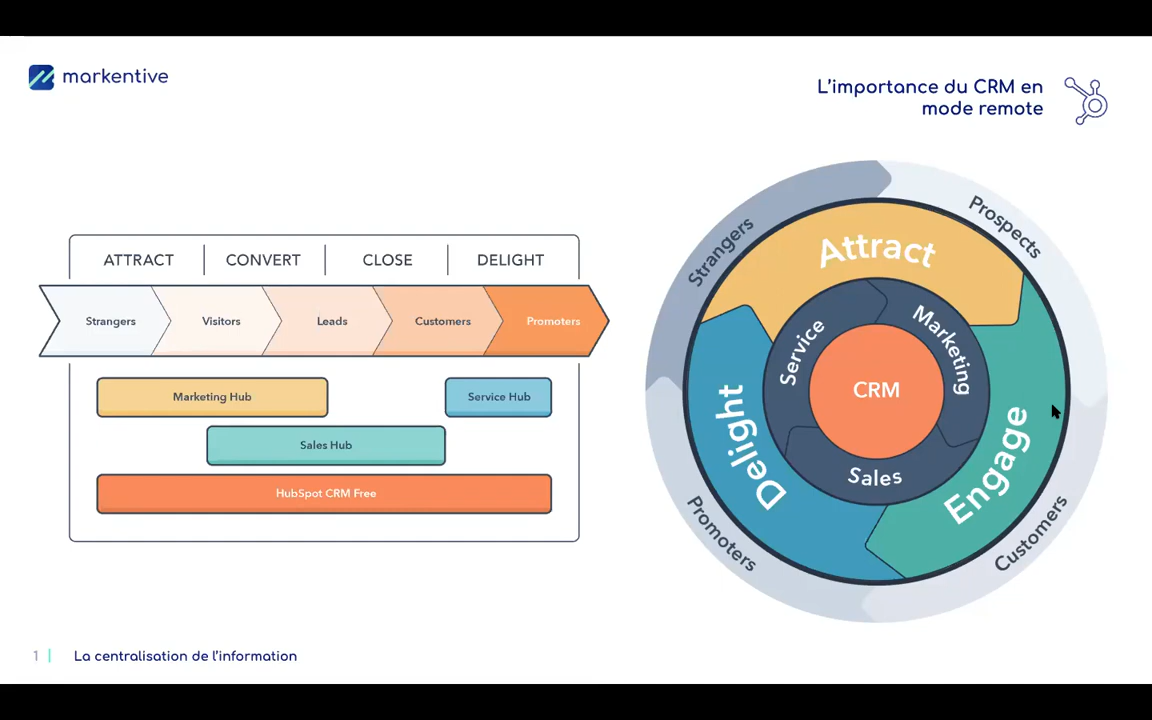 markentive
L'importance du CRM en
mode remote
ATTRACT
CONVERT
CLOSE
DELIGHT
Strangers
Visitors
Leads
Customers
Promoters
Marketing Hub
Service Hub
Sales Hub
HubSpot CRM Free
Strangers
Prospects
Customers
Promoters
Attract
Engage
Delight
Service
Marketing
Sales
CRM
1
La centralisation de l'information